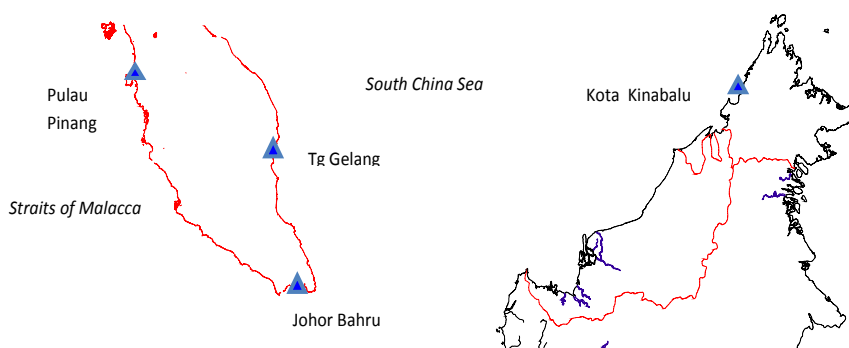 South China Sea
Kota Kinabalu
Pulau
Pinang
Tg Gelang
Straits of Malacca
Johor Bahru